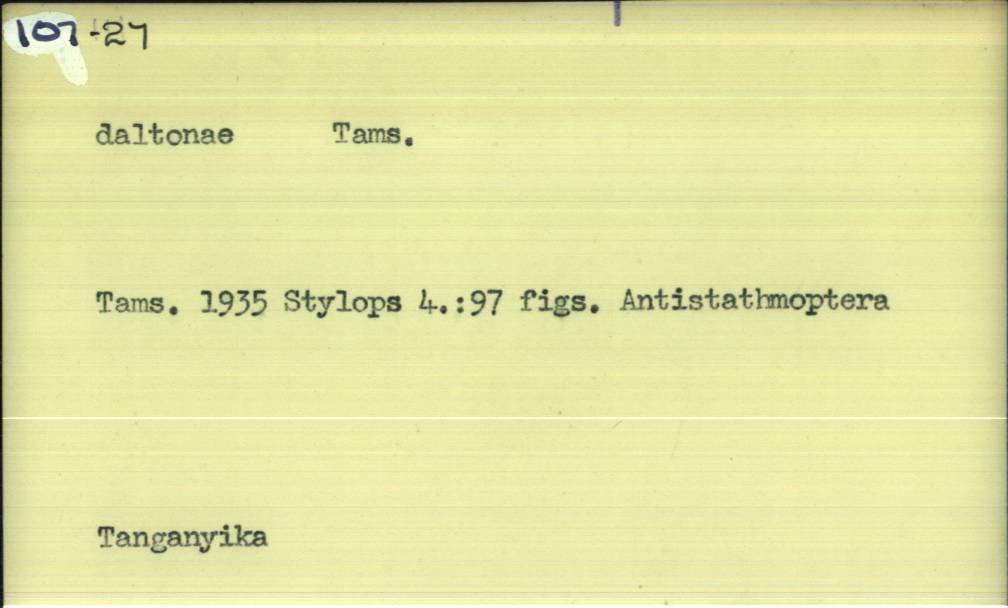 107-27
daltonae Tams.
Tams. 1935 Stylops 4.:97 figs. Antistathmoptera
Tanganyika